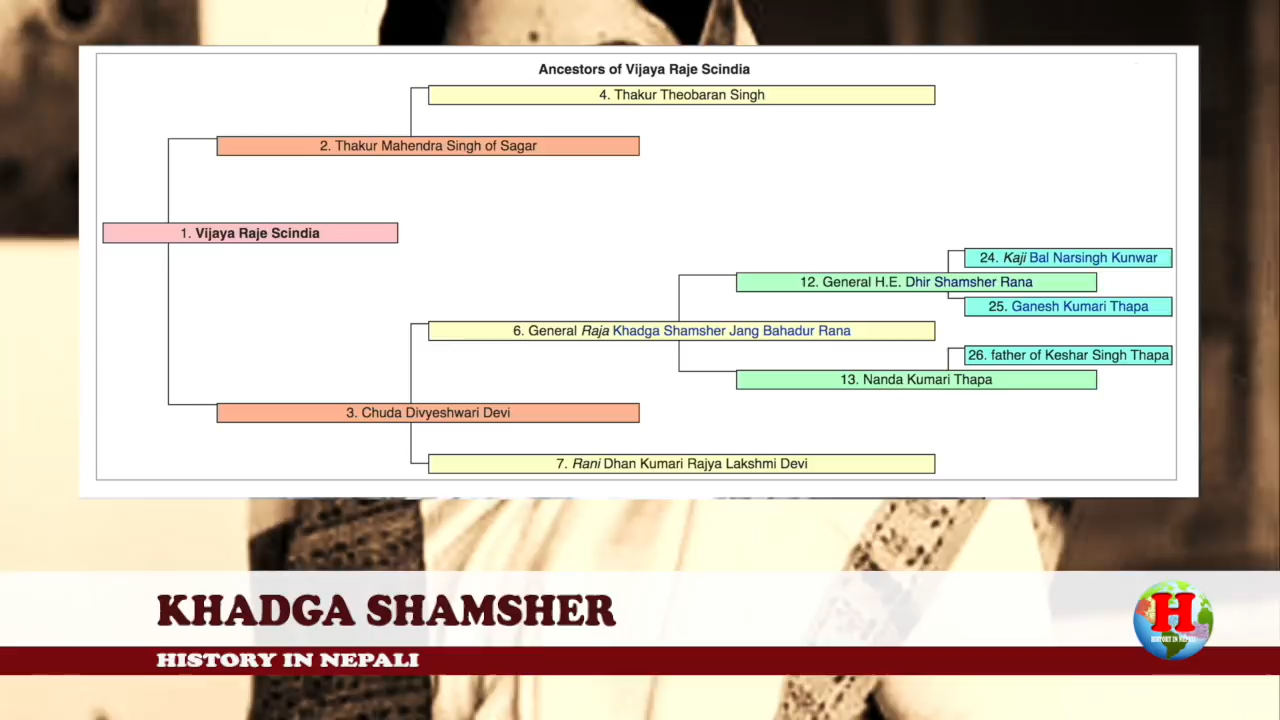 Ancestors of Vijaya Raje Scindia
4. Thakur Theobaran Singh
2. Thakur Mahendra Singh of Sagar
1. Vijaya Raje Scindia
24. Kaji Bal Narsingh Kunwar
12. General H.E. Dhir Shamsher Rana
25. Ganesh Kumari Thapa
6. General Raja Khadga Shamsher Jang Bahadur Rana
26. father of Keshar Singh Thapa
13. Nanda Kumari Thapa
3. Chuda Divyeshwari Devi
7. Rani Dhan Kumari Rajya Lakshmi Devi
KHADGA SHAMSHER
HISTORY IN NEPALI
H
HISTORY IN NEPALI